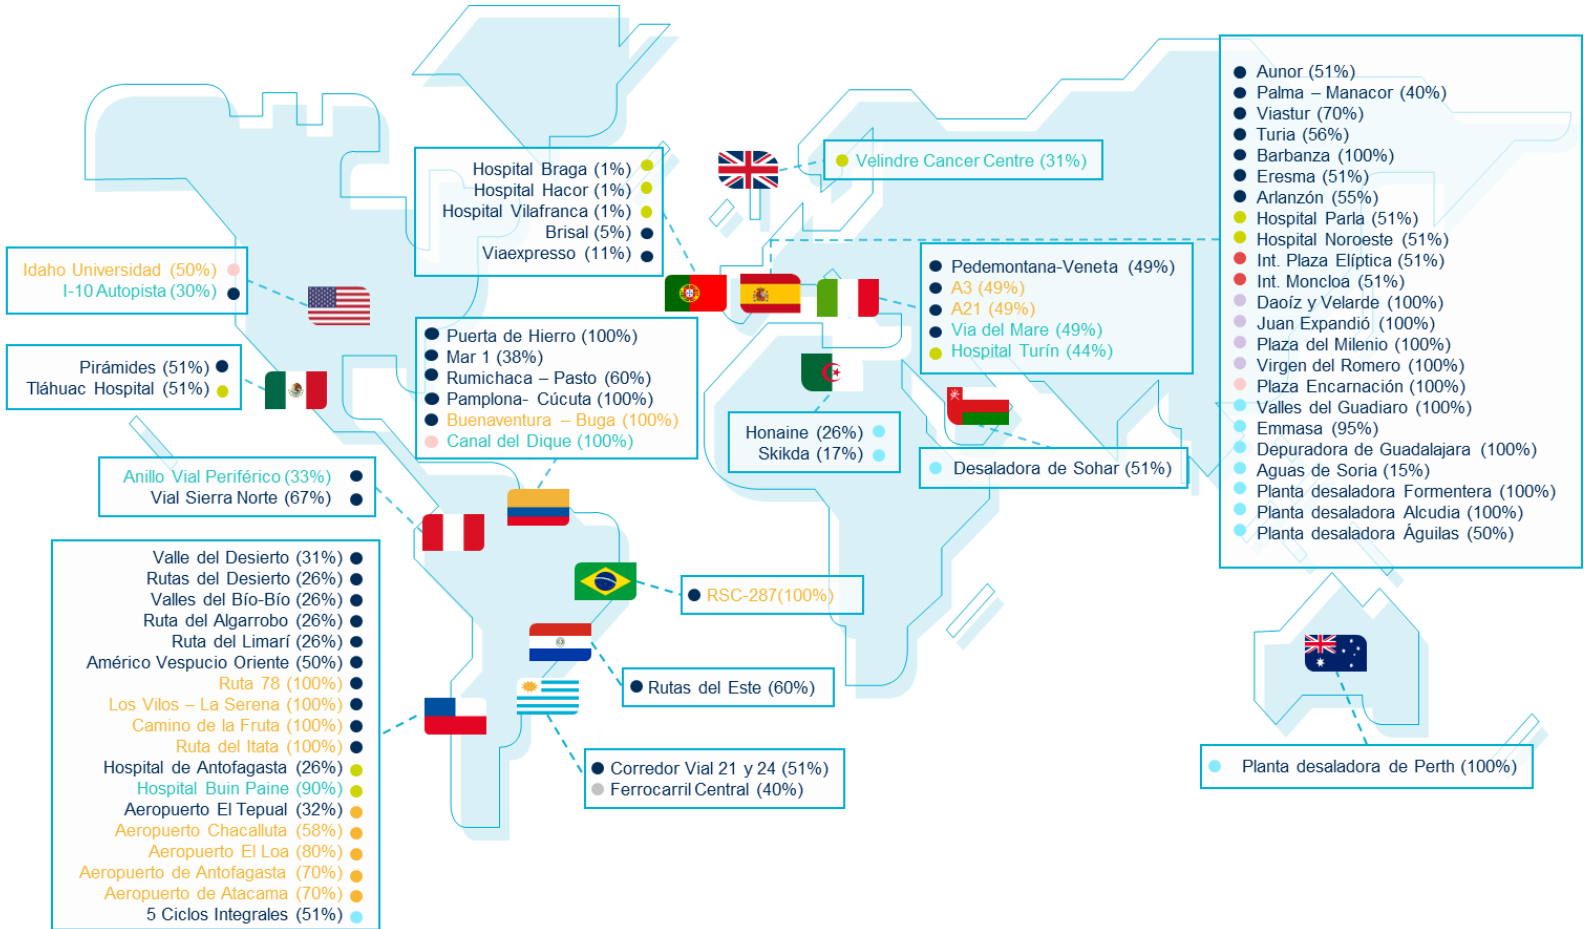 Hospital Braga (1%)
Hospital Hacor (1%)
Hospital Vilafranca (1%)
Brisal (5%)
Viaexpresso (11%)
Velindre Cancer Centre (31%)
Aunor (51%)
Palma – Manacor (40%)
Viastur (70%)
Turia (56%)
Barbanza (100%)
Eresma (51%)
Arlanzón (55%)
Hospital Parla (51%)
Hospital Noroeste (51%)
Int. Plaza Elíptica (51%)
Int. Moncloa (51%)
Daoíz y Velarde (100%)
Juan Expandió (100%)
Plaza del Milenio (100%)
Virgen del Romero (100%)
Plaza Encarnación (100%)
Valles del Guadiaro (100%)
Emmasa (95%)
Depuradora de Guadalajara (100%)
Aguas de Soria (15%)
Planta desaladora Formentera (100%)
Planta desaladora Alcudia (100%)
Planta desaladora Águilas (50%)
Idaho Universidad (50%)
I-10 Autopista (30%)
Pedemontana-Veneta (49%)
A3 (49%)
A21 (49%)
Via del Mare (49%)
Hospital Turín (44%)
Pirámides (51%)
Tláhuac Hospital (51%)
Puerta de Hierro (100%)
Mar 1 (38%)
Rumichaca – Pasto (60%)
Pamplona- Cúcuta (100%)
Buenaventura – Buga (100%)
Canal del Dique (100%)
Honaine (26%)
Skikda (17%)
Desaladora de Sohar (51%)
Anillo Vial Periférico (33%)
Vial Sierra Norte (67%)
Valle del Desierto (31%)
Rutas del Desierto (26%)
Valles del Bío-Bío (26%)
Ruta del Algarrobo (26%)
Ruta del Limarí (26%)
Américo Vespucio Oriente (50%)
Ruta 78 (100%)
Los Vilos – La Serena (100%)
Camino de la Fruta (100%)
Ruta del Itata (100%)
Hospital de Antofagasta (26%)
Hospital Buin Paine (90%)
Aeropuerto El Tepual (32%)
Aeropuerto Chacalluta (58%)
Aeropuerto El Loa (80%)
Aeropuerto de Antofagasta (70%)
Aeropuerto de Atacama (70%)
5 Ciclos Integrales (51%)
RSC-287(100%)
Rutas del Este (60%)
Corredor Vial 21 y 24 (51%)
Ferrocarril Central (40%)
Planta desaladora de Perth (100%)